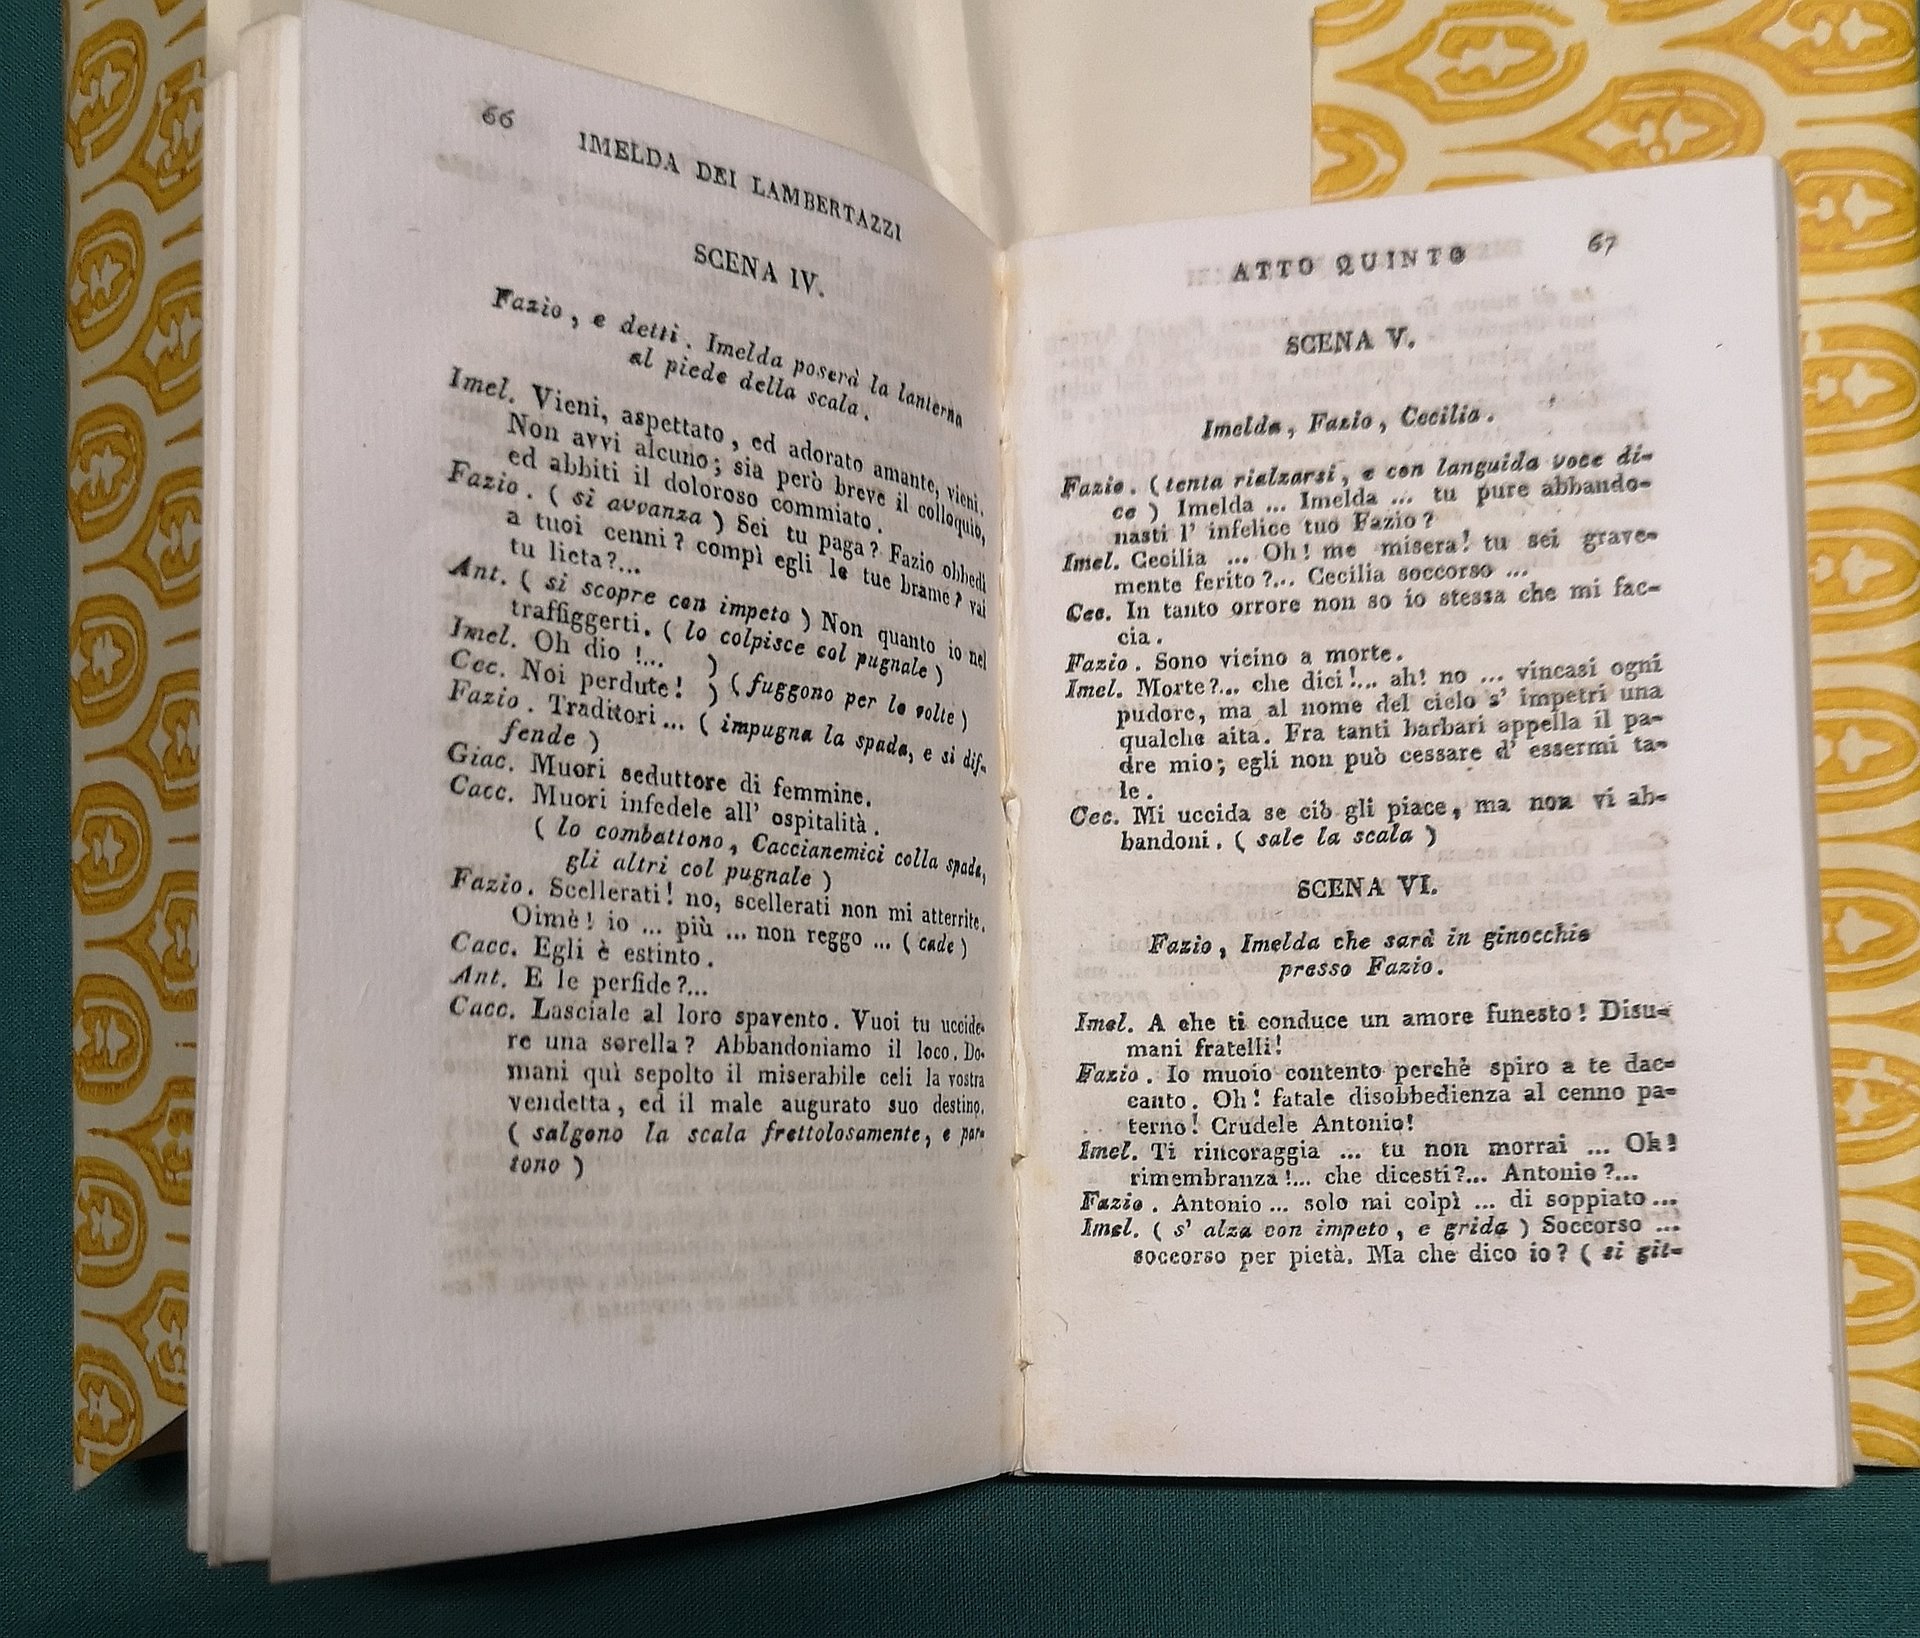 66
IMELDA DEI LAMBERTAZZI
SCENA IV.
Fazio, e detti. Imelda poserà la lanterna
al piede della scala.
Imel. Vieni, aspettato, ed adorato amante, vieni.
Non avvi alcuno; sia però breve il colloquio,
ed abbiti il doloroso commiato.
Fazio. ( si avvanza ) Sei tu paga? Fazio obbedì
a tuoi cenni? compì egli le tue brame? vai
tu lieta?...
Ant. ( si scopre con impeto ) Non quanto io nel
traffiggerti. ( lo colpisce col pugnale )
Imel. Oh dio !... )
Cec. Noi perdute! ) ( fuggono per le volte )
Fazio. Traditori ... ( impugna la spada, e si dif-
fende )
Giac. Muori seduttore di femmine.
Cacc. Muori infedele all' ospitalità.
( lo combattono, Caccianemici colla spada,
gli altri col pugnale )
Fazio. Scellerati! no, scellerati non mi atterrite.
Oimè! io ... più ... non reggo ... ( cade )
Cacc. Egli è estinto.
Ant. E le perfide?...
Cacc. Lasciale al loro spavento. Vuoi tu uccide-
re una sorella? Abbandoniamo il loco. Do-
mani quì sepolto il miserabile celi la vostra
vendetta, ed il male augurato suo destino.
( salgono la scala frettolosamente, e par-
tono )
ATTO QUINTO
67
SCENA V.
Imelda, Fazio, Cecilia.
Fazio. ( tenta rialzarsi, e con languida voce di-
ce ) Imelda ... Imelda ... tu pure abbando-
nasti l' infelice tuo Fazio?
Imel. Cecilia ... Oh! me misera! tu sei grave-
mente ferito?... Cecilia soccorso ...
Cec. In tanto orrore non so io stessa che mi fac-
cia.
Fazio. Sono vicino a morte.
Imel. Morte?... che dici!... ah! no ... vincasi ogni
pudore, ma al nome del cielo s' impetri una
qualche aita. Fra tanti barbari appella il pa-
dre mio; egli non può cessare d' essermi ta-
le.
Cec. Mi uccida se ciò gli piace, ma non vi ab-
bandoni. ( sale la scala )
SCENA VI.
Fazio, Imelda che sarà in ginocchio
presso Fazio.
Imel. A che ti conduce un amore funesto! Disu-
mani fratelli!
Fazio. Io muoio contento perchè spiro a te dac-
canto. Oh! fatale disobbedienza al cenno pa-
terno! Crudele Antonio!
Imel. Ti rincoraggia ... tu non morrai ... Oh!
rimembranza!... che dicesti?... Antonio?...
Fazio. Antonio ... solo mi colpì ... di soppiato ...
Imel. ( s' alza con impeto, e grida ) Soccorso ...
soccorso per pietà. Ma che dico io? ( si git-